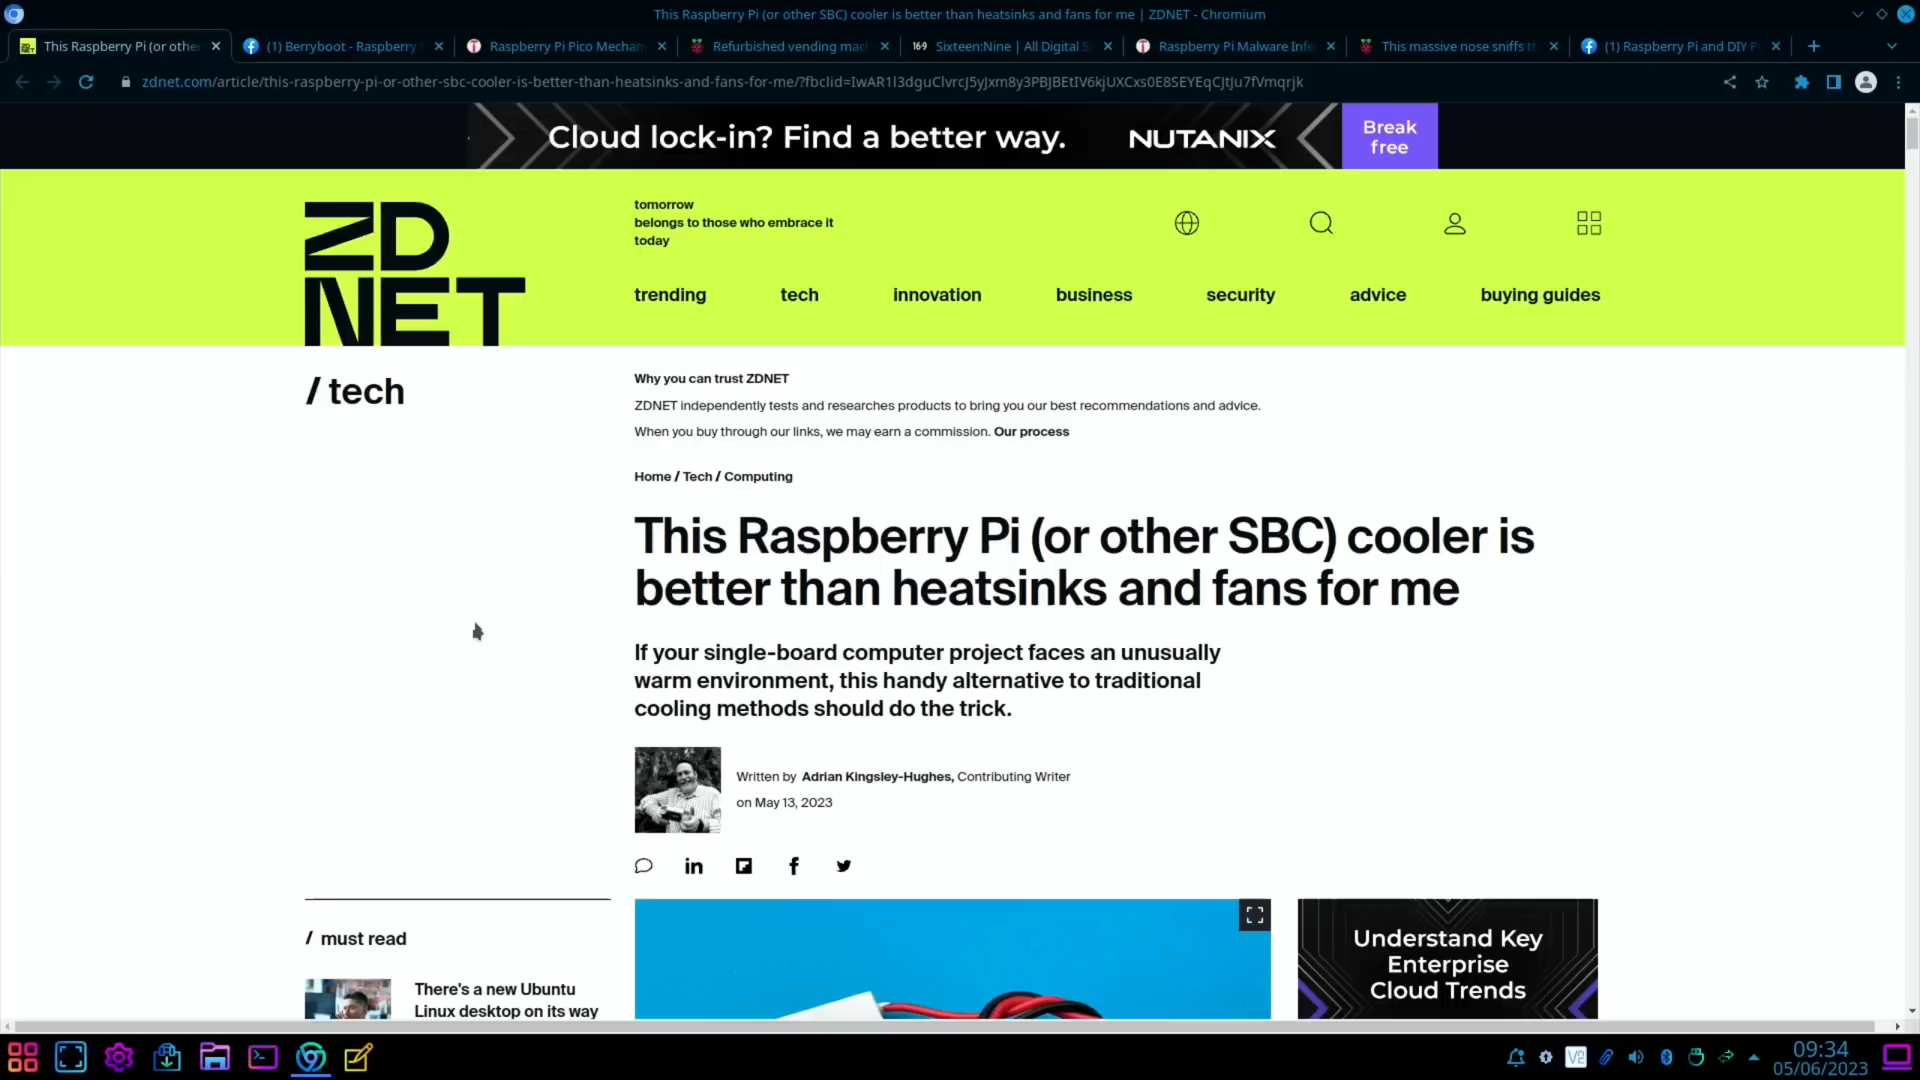 This Raspberry Pi (or other SBC) cooler is better than heatsinks and fans for me | ZDNET - Chromium
This Raspberry Pi (or othe
(1) Berryboot - Raspberry
Raspberry Pi Pico Mechan
Refurbished vending mac
16:9 Sixteen:Nine | All Digital S
Raspberry Pi Malware Infe
This massive nose sniffs t
(1) Raspberry Pi and DIY P
zdnet.com/article/this-raspberry-pi-or-other-sbc-cooler-is-better-than-heatsinks-and-fans-for-me/?fbclid=IwAR1l3dguClvrcJ5yJxm8y3PBJBEtIV6kjUXCxs0E8SEYEqCJtJu7fVmqrjk
Cloud lock-in? Find a better way.
NUTANIX
Break
free
ZD
NET
tomorrow
belongs to those who embrace it
today
trending tech innovation business security advice buying guides
/ tech
Why you can trust ZDNET
ZDNET independently tests and researches products to bring you our best recommendations and advice.
When you buy through our links, we may earn a commission. Our process
Home / Tech / Computing
This Raspberry Pi (or other SBC) cooler is
better than heatsinks and fans for me
If your single-board computer project faces an unusually
warm environment, this handy alternative to traditional
cooling methods should do the trick.
Written by Adrian Kingsley-Hughes, Contributing Writer
on May 13, 2023
/ must read
There's a new Ubuntu
Linux desktop on its way
Understand Key
Enterprise
Cloud Trends
09:34
05/06/2023